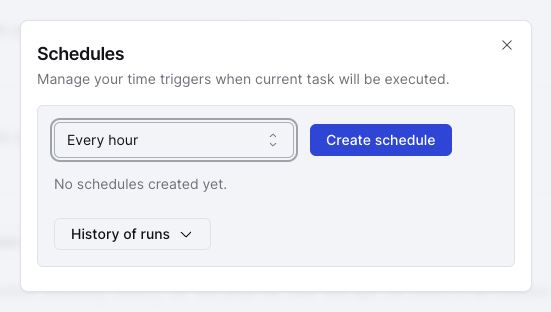 Schedules
Manage your time triggers when current task will be executed.
Every hour
Create schedule
No schedules created yet.
History of runs